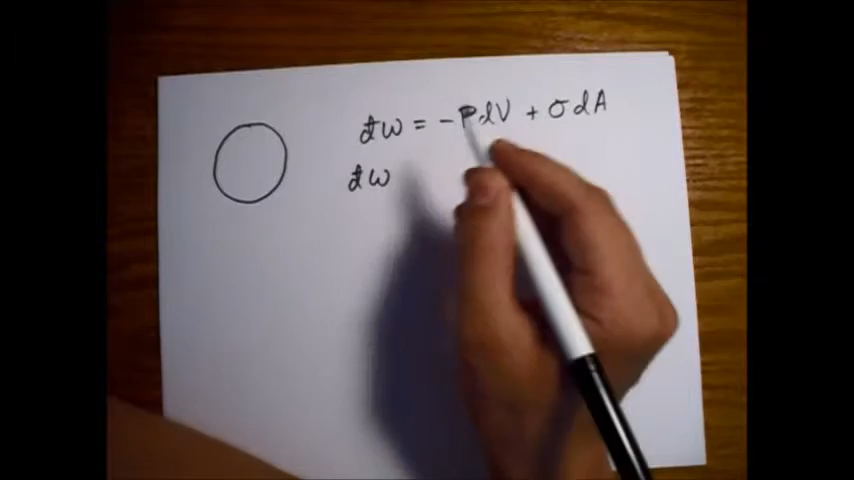 đw = -PdV + σdA
đw